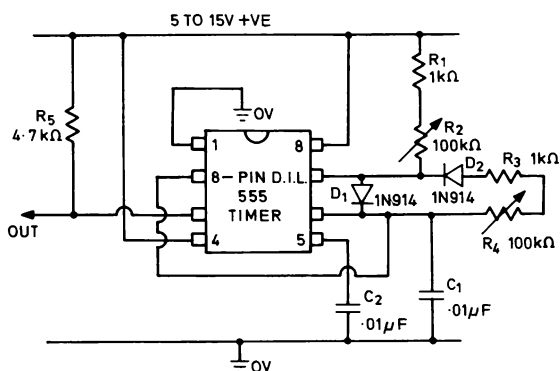 5 TO 15V +VE
R1
1kΩ
R5
4·7kΩ
0V
R2
100kΩ
1
8
8–PIN D.I.L.
555
TIMER
D2
R3 1kΩ
1N914
D1
1N914
OUT
4
5
R4 100kΩ
C2
·01µF
C1
·01µF
0V